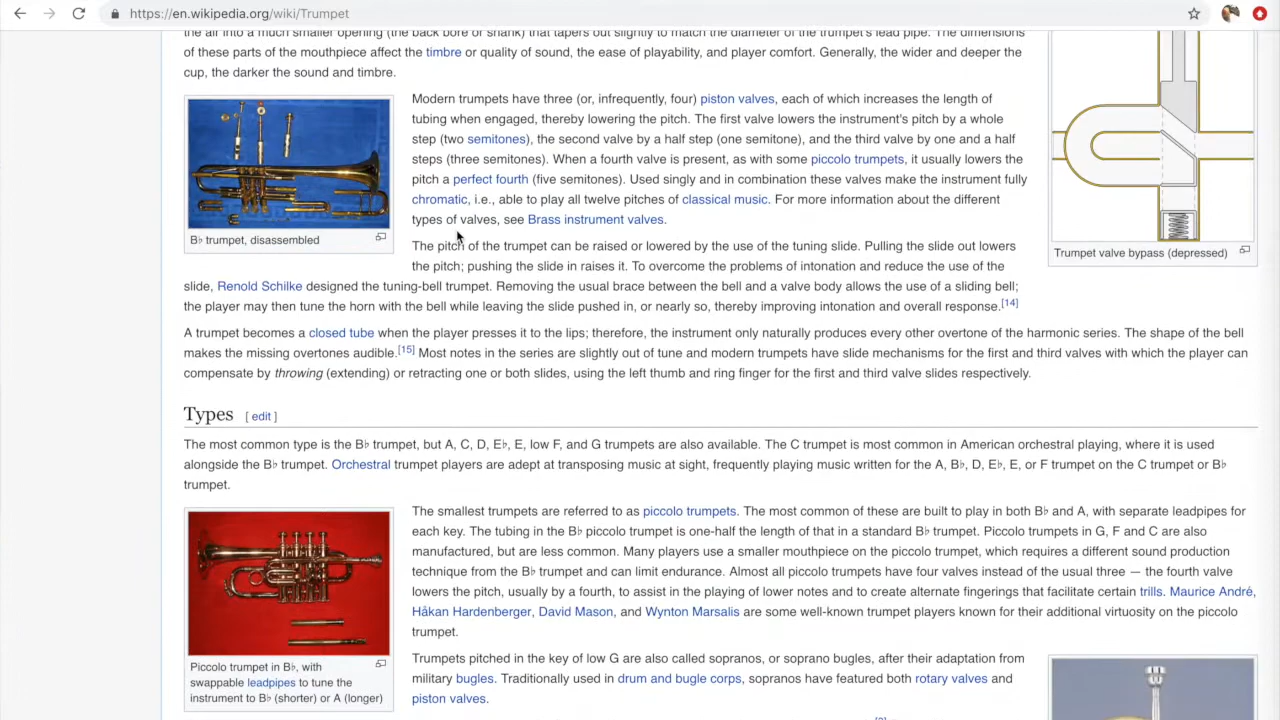 https://en.wikipedia.org/wiki/Trumpet
the air into a much smaller opening (the back bore or shank) that tapers out slightly to match the diameter of the trumpet's lead pipe. The dimensions
of these parts of the mouthpiece affect the timbre or quality of sound, the ease of playability, and player comfort. Generally, the wider and deeper the
cup, the darker the sound and timbre.
Modern trumpets have three (or, infrequently, four) piston valves, each of which increases the length of
tubing when engaged, thereby lowering the pitch. The first valve lowers the instrument's pitch by a whole
step (two semitones), the second valve by a half step (one semitone), and the third valve by one and a half
steps (three semitones). When a fourth valve is present, as with some piccolo trumpets, it usually lowers the
pitch a perfect fourth (five semitones). Used singly and in combination these valves make the instrument fully
chromatic, i.e., able to play all twelve pitches of classical music. For more information about the different
types of valves, see Brass instrument valves.
B♭ trumpet, disassembled
Trumpet valve bypass (depressed)
The pitch of the trumpet can be raised or lowered by the use of the tuning slide. Pulling the slide out lowers
the pitch; pushing the slide in raises it. To overcome the problems of intonation and reduce the use of the
slide, Renold Schilke designed the tuning-bell trumpet. Removing the usual brace between the bell and a valve body allows the use of a sliding bell;
the player may then tune the horn with the bell while leaving the slide pushed in, or nearly so, thereby improving intonation and overall response.[14]
A trumpet becomes a closed tube when the player presses it to the lips; therefore, the instrument only naturally produces every other overtone of the harmonic series. The shape of the bell
makes the missing overtones audible.[15] Most notes in the series are slightly out of tune and modern trumpets have slide mechanisms for the first and third valves with which the player can
compensate by throwing (extending) or retracting one or both slides, using the left thumb and ring finger for the first and third valve slides respectively.
Types [ edit ]
The most common type is the B♭ trumpet, but A, C, D, E♭, E, low F, and G trumpets are also available. The C trumpet is most common in American orchestral playing, where it is used
alongside the B♭ trumpet. Orchestral trumpet players are adept at transposing music at sight, frequently playing music written for the A, B♭, D, E♭, E, or F trumpet on the C trumpet or B♭
trumpet.
The smallest trumpets are referred to as piccolo trumpets. The most common of these are built to play in both B♭ and A, with separate leadpipes for
each key. The tubing in the B♭ piccolo trumpet is one-half the length of that in a standard B♭ trumpet. Piccolo trumpets in G, F and C are also
manufactured, but are less common. Many players use a smaller mouthpiece on the piccolo trumpet, which requires a different sound production
technique from the B♭ trumpet and can limit endurance. Almost all piccolo trumpets have four valves instead of the usual three — the fourth valve
lowers the pitch, usually by a fourth, to assist in the playing of lower notes and to create alternate fingerings that facilitate certain trills. Maurice André,
Håkan Hardenberger, David Mason, and Wynton Marsalis are some well-known trumpet players known for their additional virtuosity on the piccolo
trumpet.
Piccolo trumpet in B♭, with
swappable leadpipes to tune the
instrument to B♭ (shorter) or A (longer)
Trumpets pitched in the key of low G are also called sopranos, or soprano bugles, after their adaptation from
military bugles. Traditionally used in drum and bugle corps, sopranos have featured both rotary valves and
piston valves.